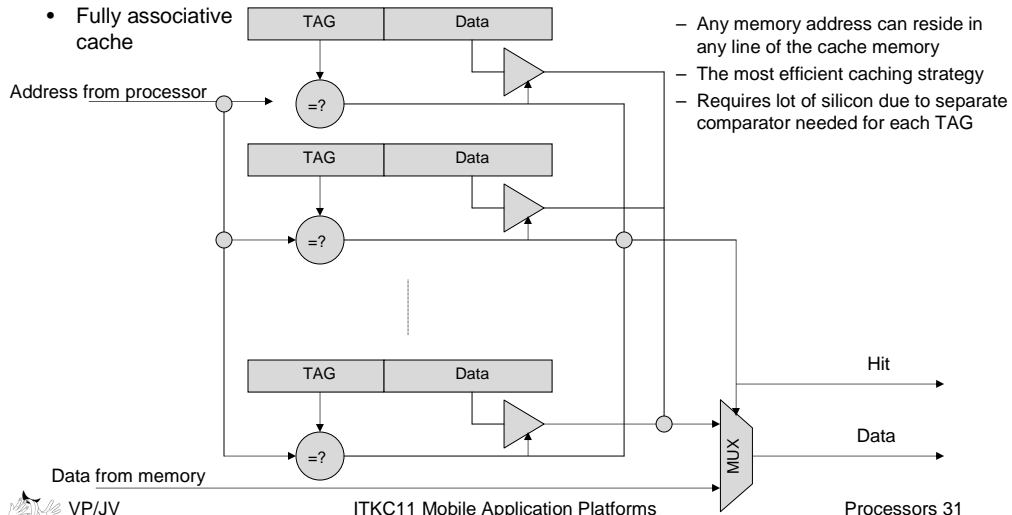 • Fully associative
cache
TAG Data
– Any memory address can reside in
any line of the cache memory
– The most efficient caching strategy
– Requires lot of silicon due to separate
comparator needed for each TAG
Address from processor
=?
TAG Data
=?
TAG Data
=?
Hit
Data
MUX
Data from memory
VP/JV ITKC11 Mobile Application Platforms Processors 31